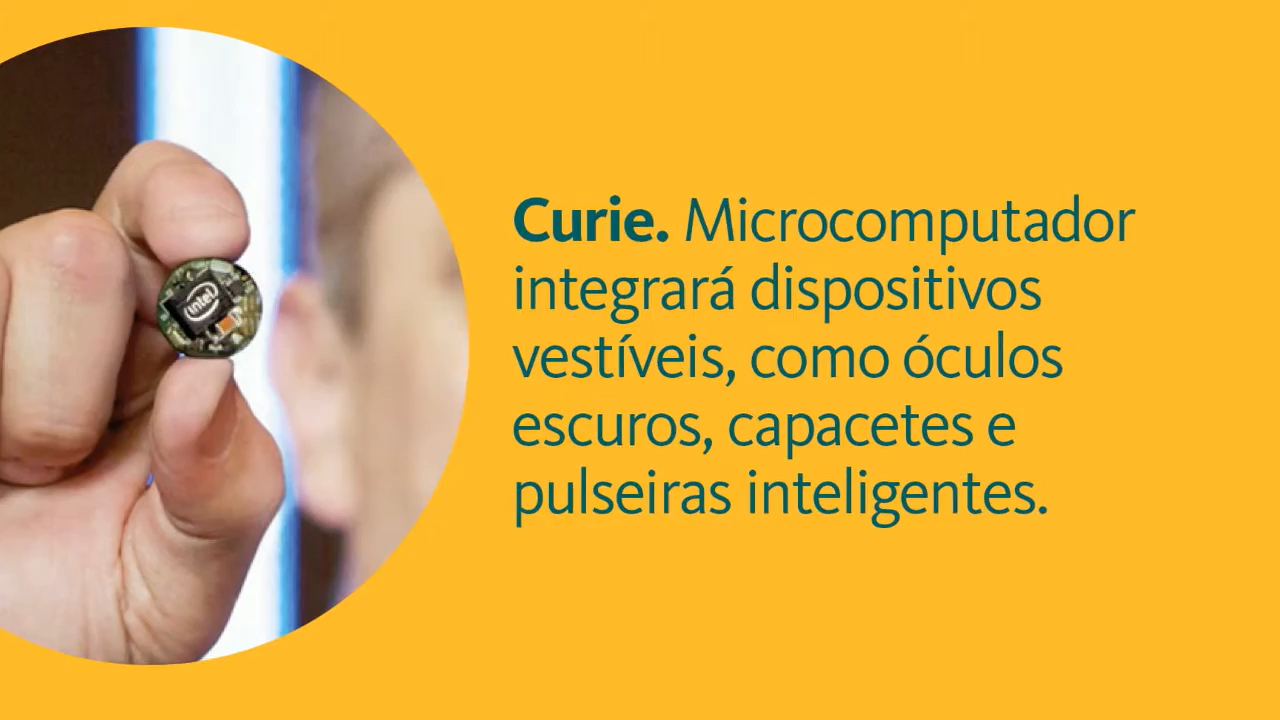 intel
Curie. Microcomputador
integrará dispositivos
vestíveis, como óculos
escuros, capacetes e
pulseiras inteligentes.